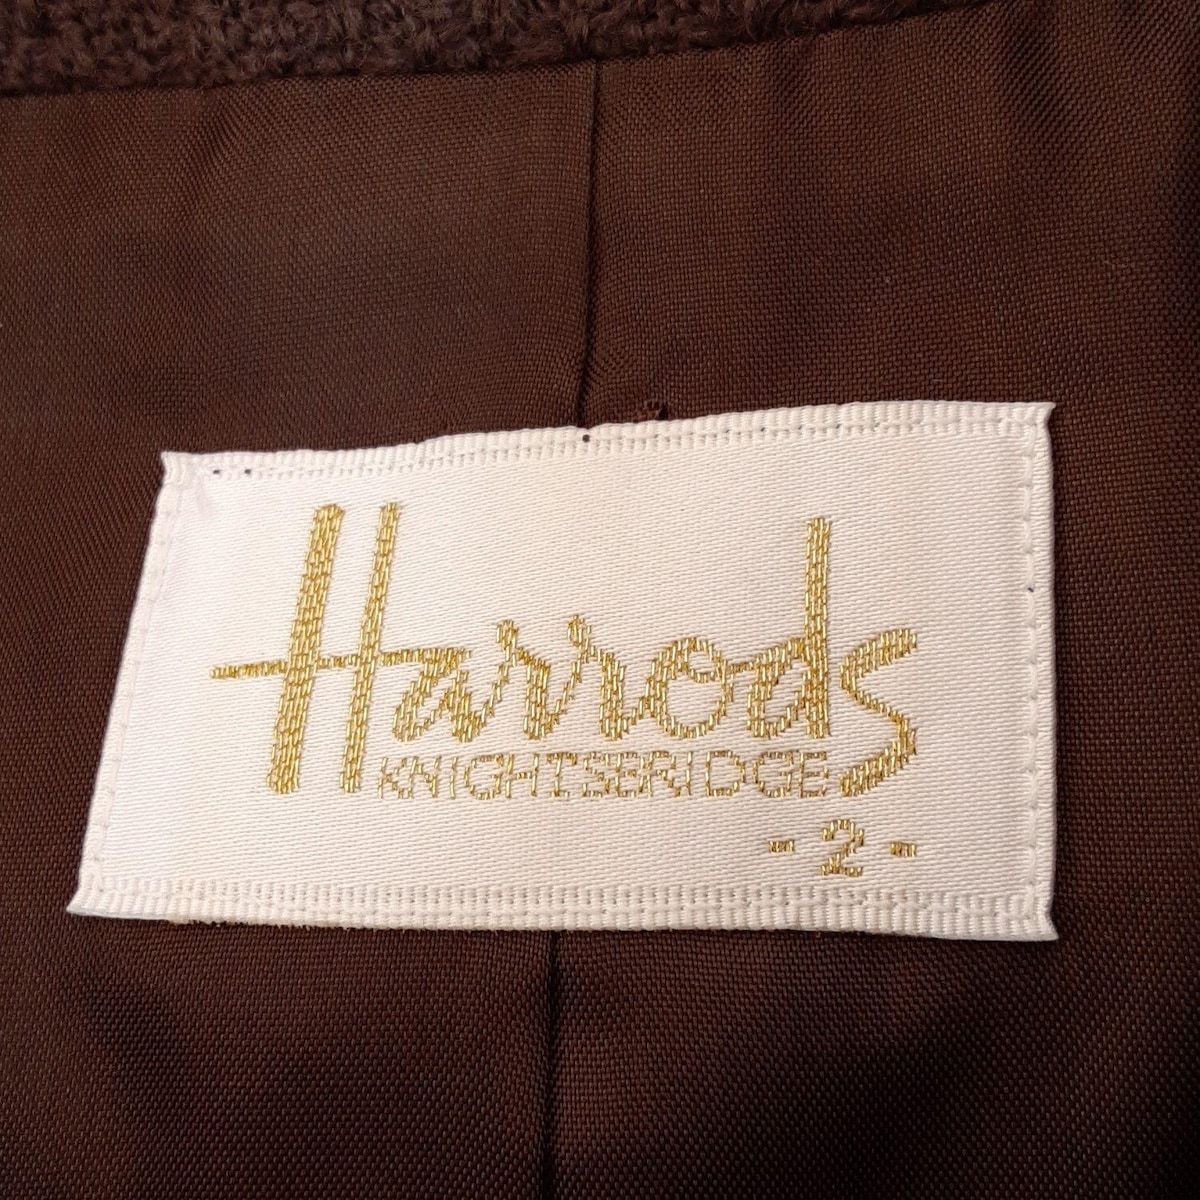 Harrods
KNIGHTSBRIDGE
- 2 -